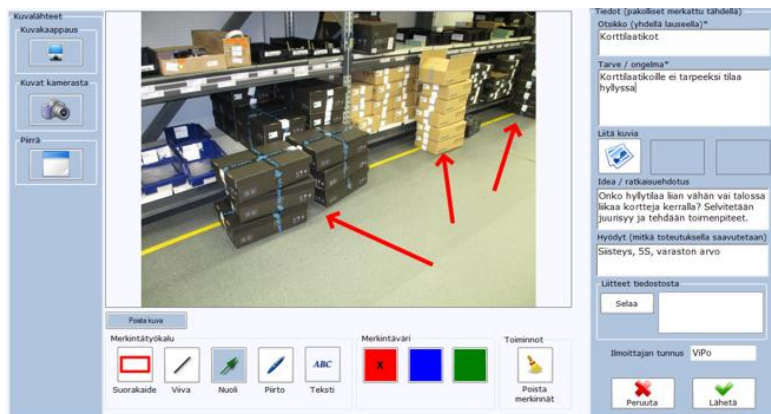 Kuvalähteet
Kuvakaappaus
Kuvat kamerasta
Piirrä
Poista kuva
Merkintätyökalu
Suorakaide
Viiva
Nuoli
Piirto
ABC
Teksti
Merkintäväri
X
Toiminnot
Poista
merkinnät
Tiedot (pakolliset merkattu tähdellä)
Otsikko (yhdellä lauseella)*
Korttilaatikot
Tarve / ongelma*
Korttilaatikoille ei tarpeeksi tilaa
hyllyssa
Liitä kuvia
Idea / ratkaisuehdotus
Onko hyllytilaa liian vähän vai talossa
liikaa kortteja kerralla? Selvitetään
juurisyy ja tehdään toimenpiteet.
Hyödyt (mitkä toteutuksella saavutetaan)
Siisteys, 5S, varaston arvo
Liitteet tiedostosta
Selaa
Ilmoittajan tunnus
ViPo
Peruuta
Lähetä